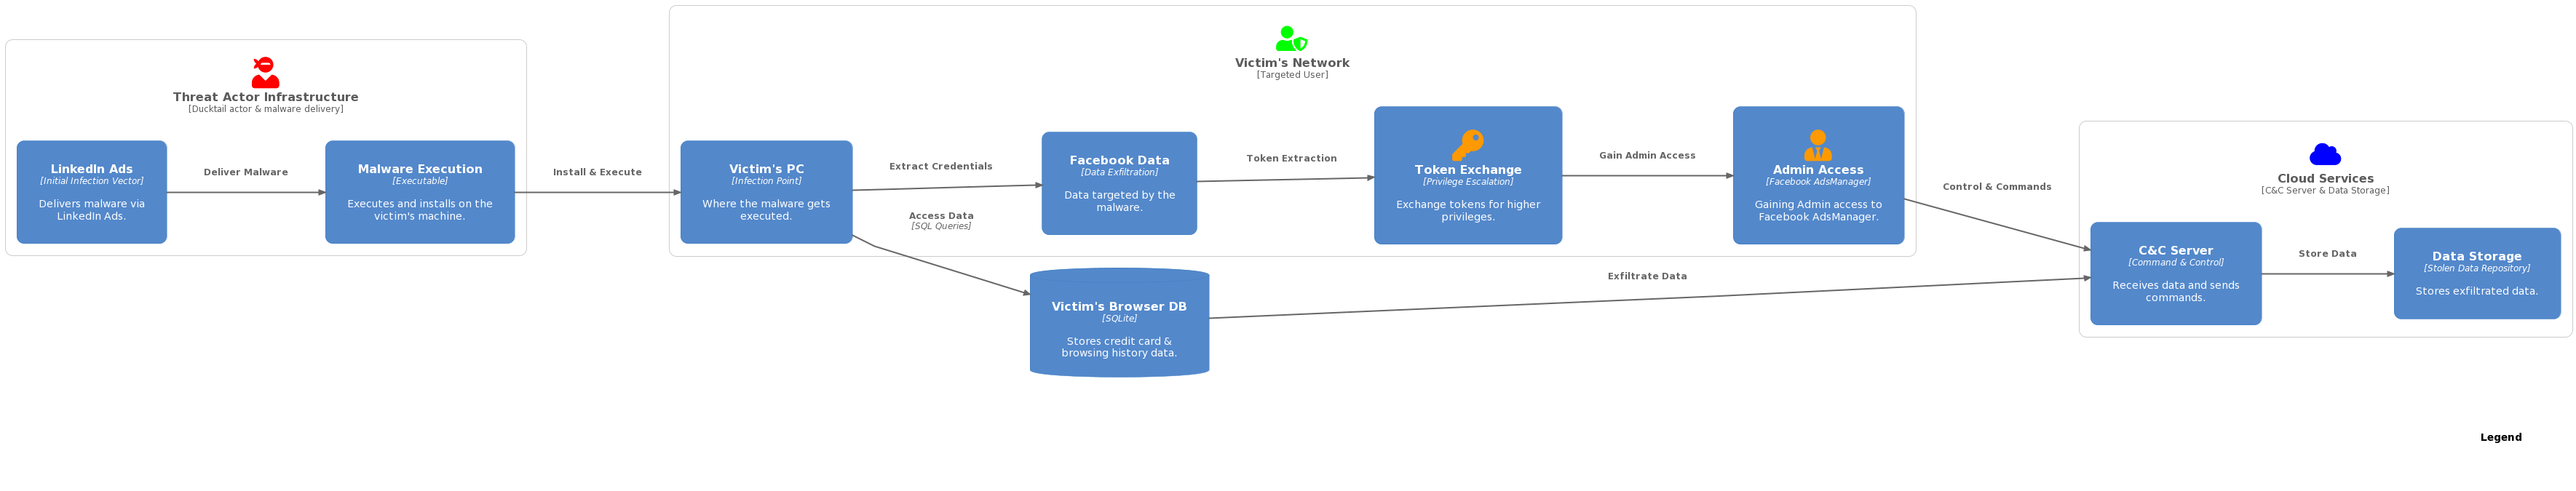 Threat Actor Infrastructure
[Ducktail actor & malware delivery]
LinkedIn Ads
[Initial Infection Vector]
Delivers malware via
LinkedIn Ads.
Deliver Malware
Malware Execution
[Executable]
Executes and installs on the
victim's machine.
Install & Execute
Victim's Network
[Targeted User]
Victim's PC
[Infection Point]
Where the malware gets
executed.
Extract Credentials
Access Data
[SQL Queries]
Facebook Data
[Data Exfiltration]
Data targeted by the
malware.
Token Extraction
Token Exchange
[Privilege Escalation]
Exchange tokens for higher
privileges.
Gain Admin Access
Admin Access
[Facebook AdsManager]
Gaining Admin access to
Facebook AdsManager.
Victim's Browser DB
[SQLite]
Stores credit card &
browsing history data.
Control & Commands
Exfiltrate Data
Cloud Services
[C&C Server & Data Storage]
C&C Server
[Command & Control]
Receives data and sends
commands.
Store Data
Data Storage
[Stolen Data Repository]
Stores exfiltrated data.
Legend